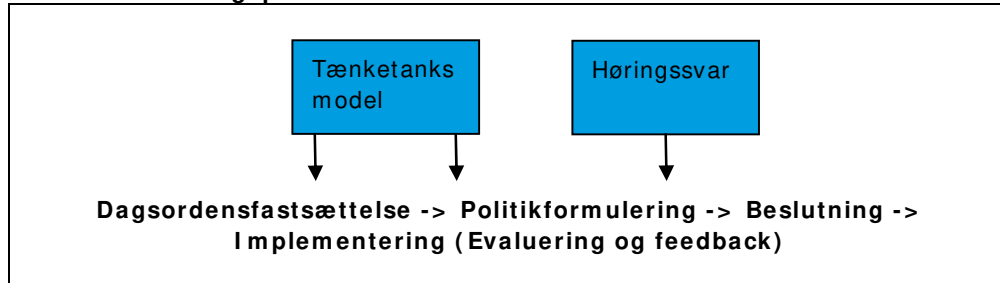 Tænketanks
model
Høringssvar
Dagsordensfastsættelse -> Politikformulering -> Beslutning ->
Implementering (Evaluering og feedback)